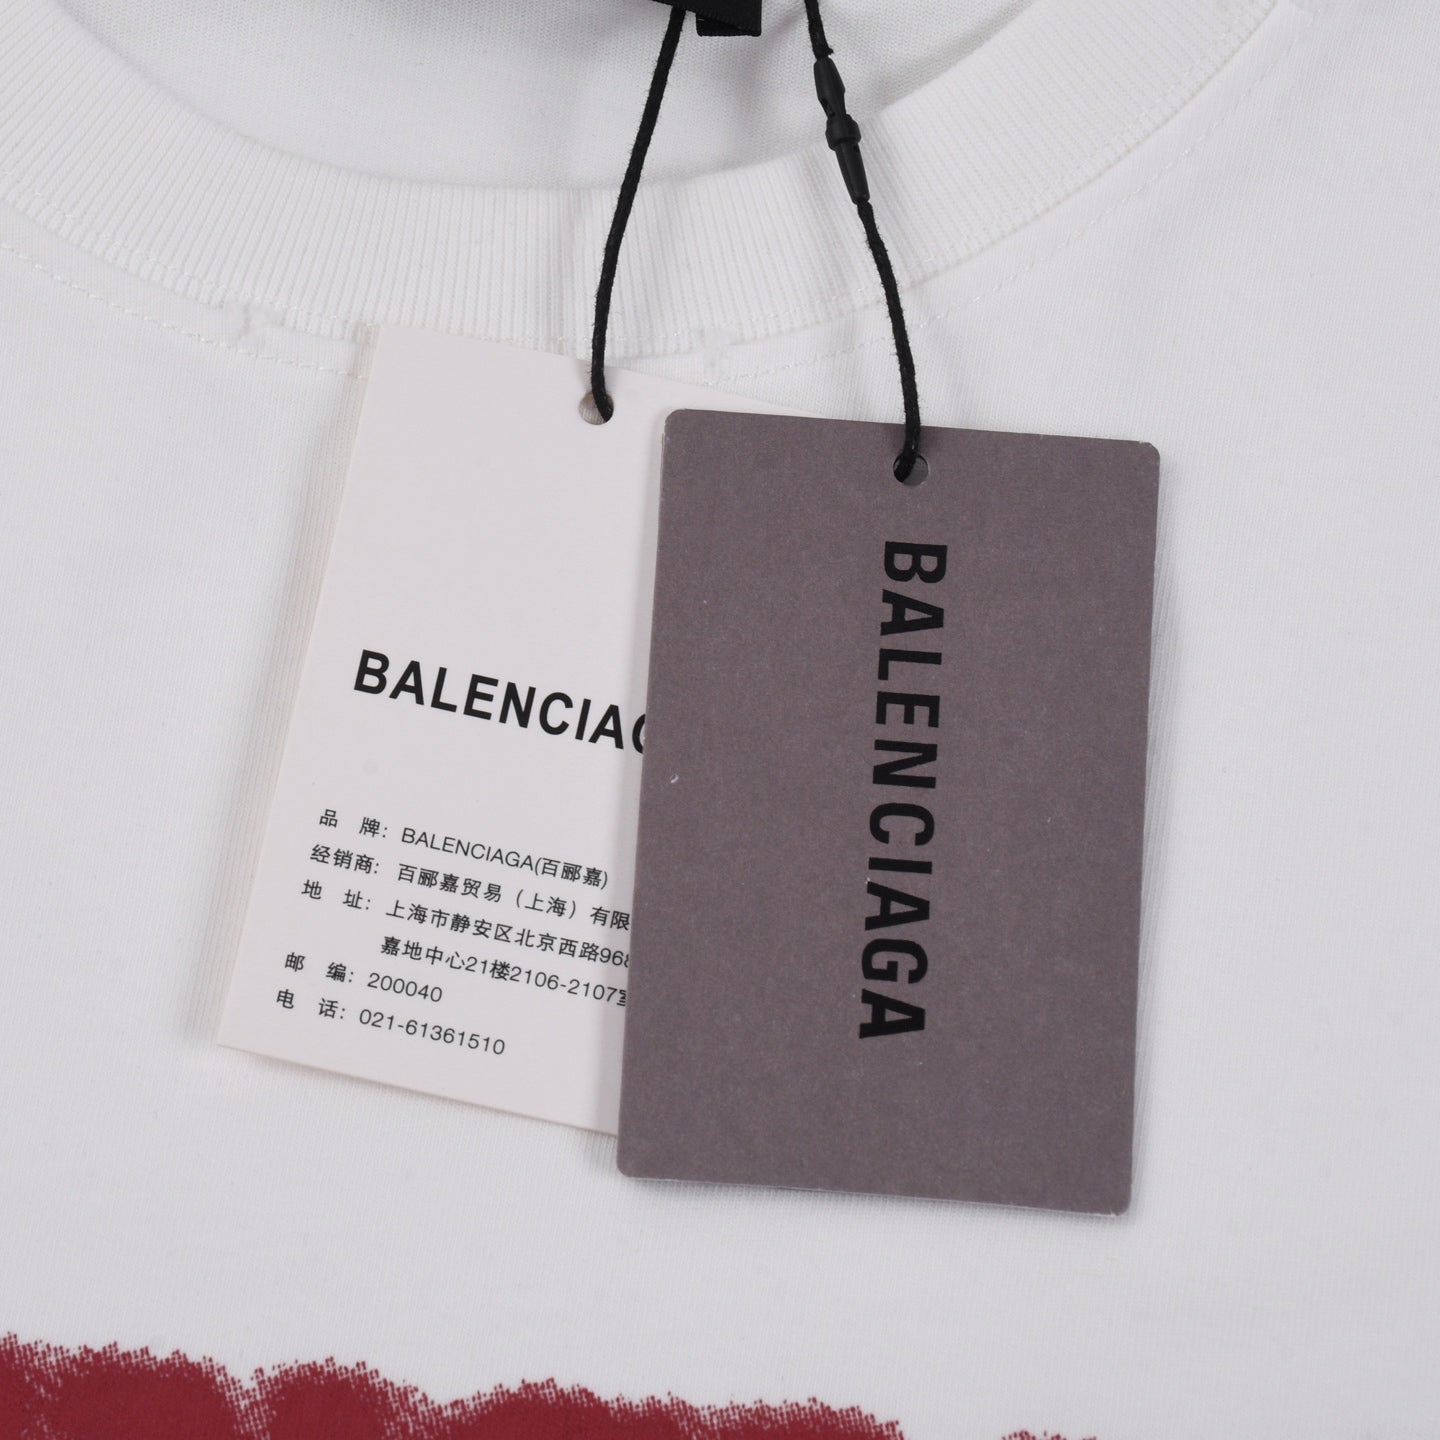 BALENCIAG
品 牌：BALENCIAGA(百郦嘉)
经销商：百郦嘉贸易（上海）有限
地 址：上海市静安区北京西路968
嘉地中心21楼2106-2107室
邮 编：200040
电 话：021-61361510
BALENCIAGA